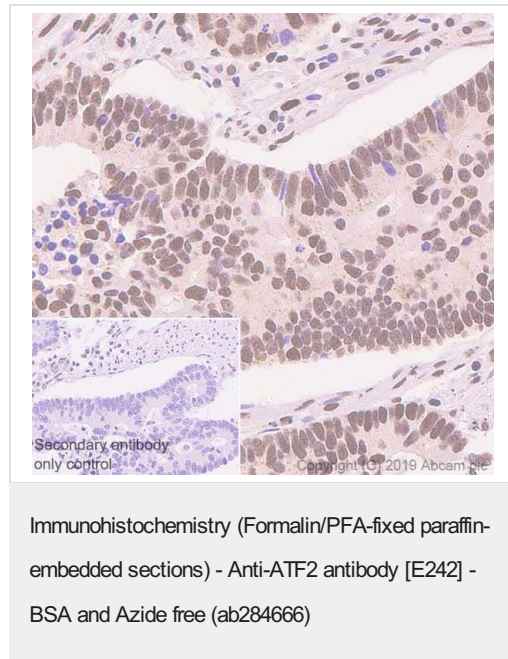 Secondary antibody
only control
Copyright (C) 2019 Abcam plc
Immunohistochemistry (Formalin/PFA-fixed paraffin-
embedded sections) - Anti-ATF2 antibody [E242] -
BSA and Azide free (ab284666)